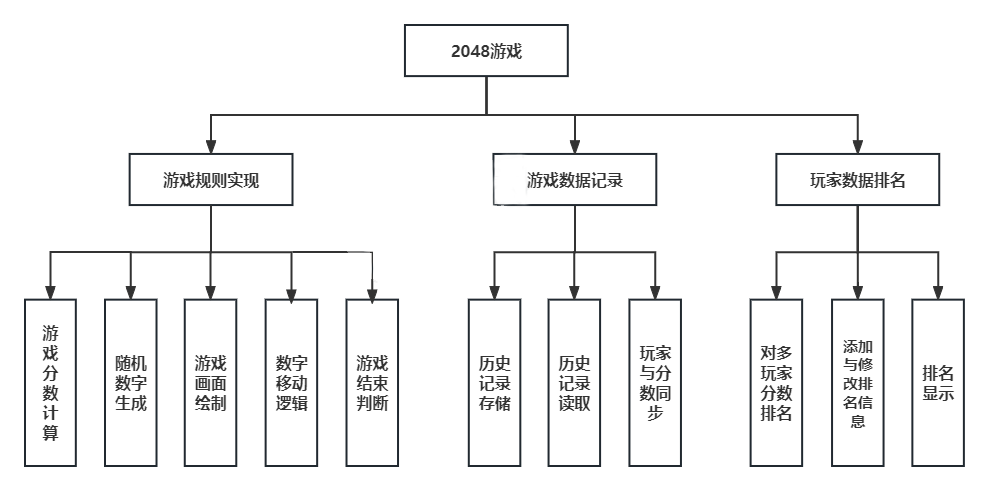 2048游戏
游戏规则实现
游戏数据记录
玩家数据排名
游
戏
分
数
计
算
随机
数字
生成
游戏
画面
绘制
数字
移动
逻辑
游戏
结束
判断
历史
记录
存储
历史
记录
读取
玩家
与分
数同
步
对多
玩家
分数
排名
添加
与修
改排
名信
息
排名
显示